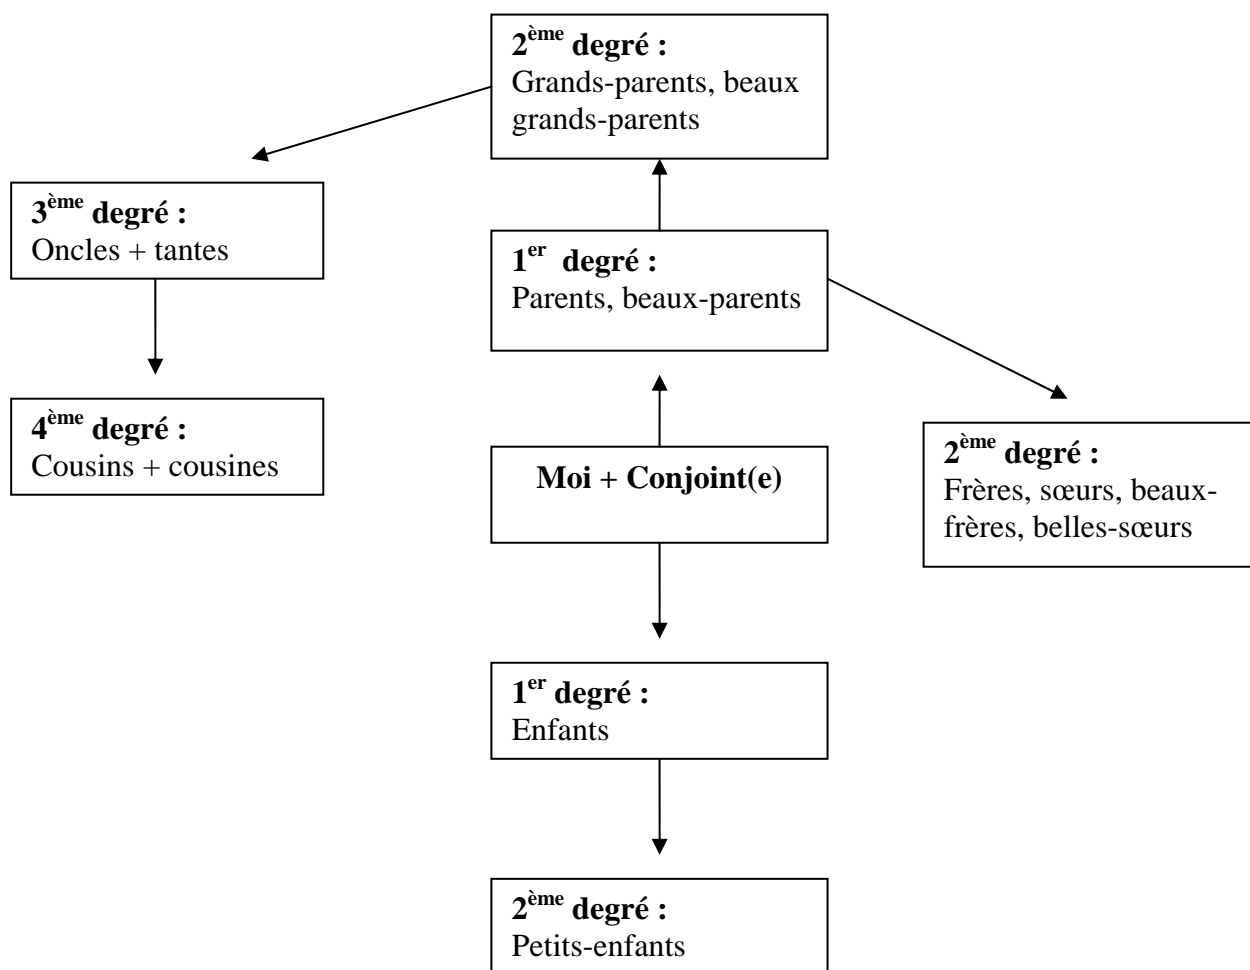 2ème degré :
Grands-parents, beaux
grands-parents
3ème degré :
Oncles + tantes
1er degré :
Parents, beaux-parents
4ème degré :
Cousins + cousines
2ème degré :
Frères, sœurs, beaux-
frères, belles-sœurs
Moi + Conjoint(e)
1er degré :
Enfants
2ème degré :
Petits-enfants